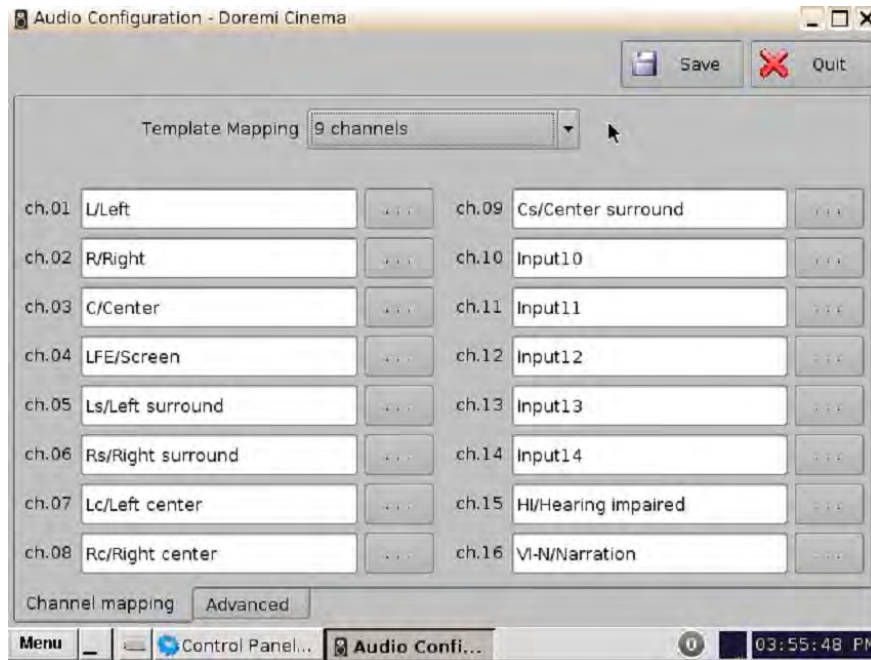 Audio Configuration - Doremi Cinema
Save Quit
Template Mapping 9 channels
ch.01 L/Left ... ch.09 Cs/Center surround ...
ch.02 R/Right ... ch.10 Input10 ...
ch.03 C/Center ... ch.11 Input11 ...
ch.04 LFE/Screen ... ch.12 Input12 ...
ch.05 Ls/Left surround ... ch.13 Input13 ...
ch.06 Rs/Right surround ... ch.14 Input14 ...
ch.07 Lc/Left center ... ch.15 HI/Hearing impaired ...
ch.08 Rc/Right center ... ch.16 VI-N/Narration ...
Channel mapping Advanced
Menu Control Panel... Audio Confi... 0 03:55:48 PM